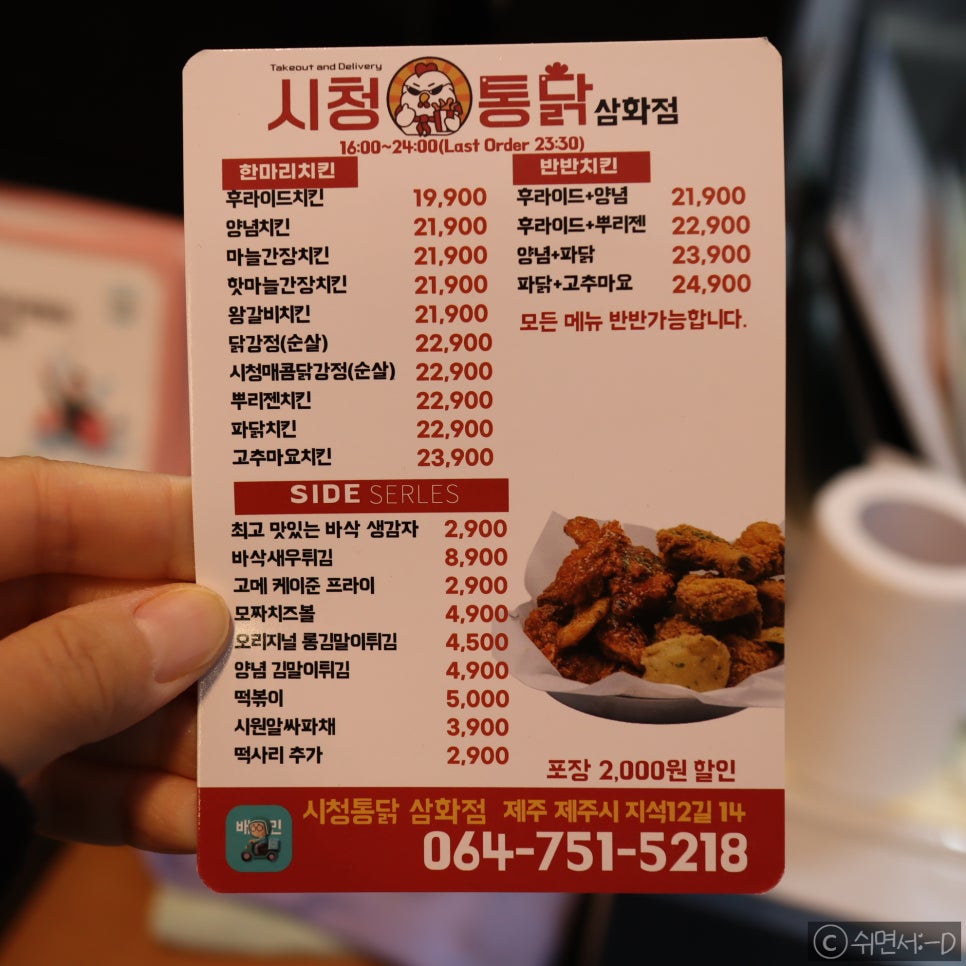 Takeout and Delivery
시청 통닭 삼화점
16:00~24:00(Last Order 23:30)
한마리치킨
후라이드치킨 19,900
양념치킨 21,900
마늘간장치킨 21,900
핫마늘간장치킨 21,900
왕갈비치킨 21,900
닭강정(순살) 22,900
시청매콤닭강정(순살) 22,900
뿌리젠치킨 22,900
파닭치킨 22,900
고추마요치킨 23,900
반반치킨
후라이드+양념 21,900
후라이드+뿌리젠 22,900
양념+파닭 23,900
파닭+고추마요 24,900
모든 메뉴 반반가능합니다.
SIDE SERLES
최고 맛있는 바삭 생감자 2,900
바삭새우튀김 8,900
고메 케이준 프라이 2,900
모짜치즈볼 4,900
오리지널 롱김말이튀김 4,500
양념 김말이튀김 4,900
떡볶이 5,000
시원알싸파채 3,900
떡사리 추가 2,900
포장 2,000원 할인
시청통닭 삼화점 제주 제주시 지석12길 14
064-751-5218
ⓒ쉬면서:-D